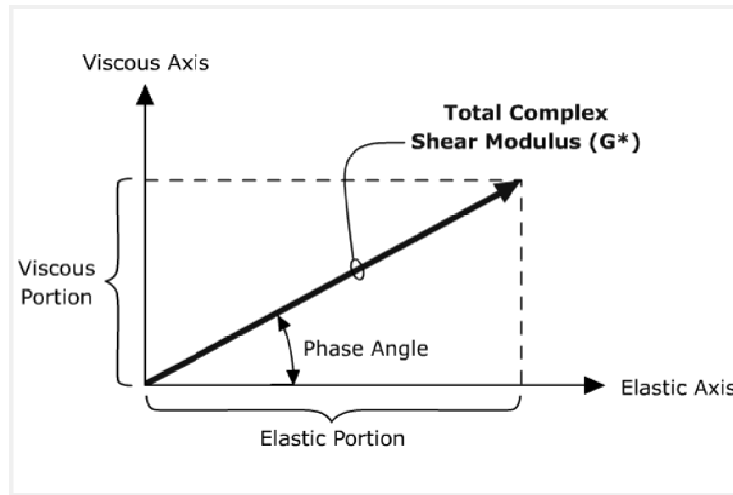 Viscous Axis
Total Complex
Shear Modulus (G*)
Viscous
Portion
Phase Angle
Elastic Axis
Elastic Portion